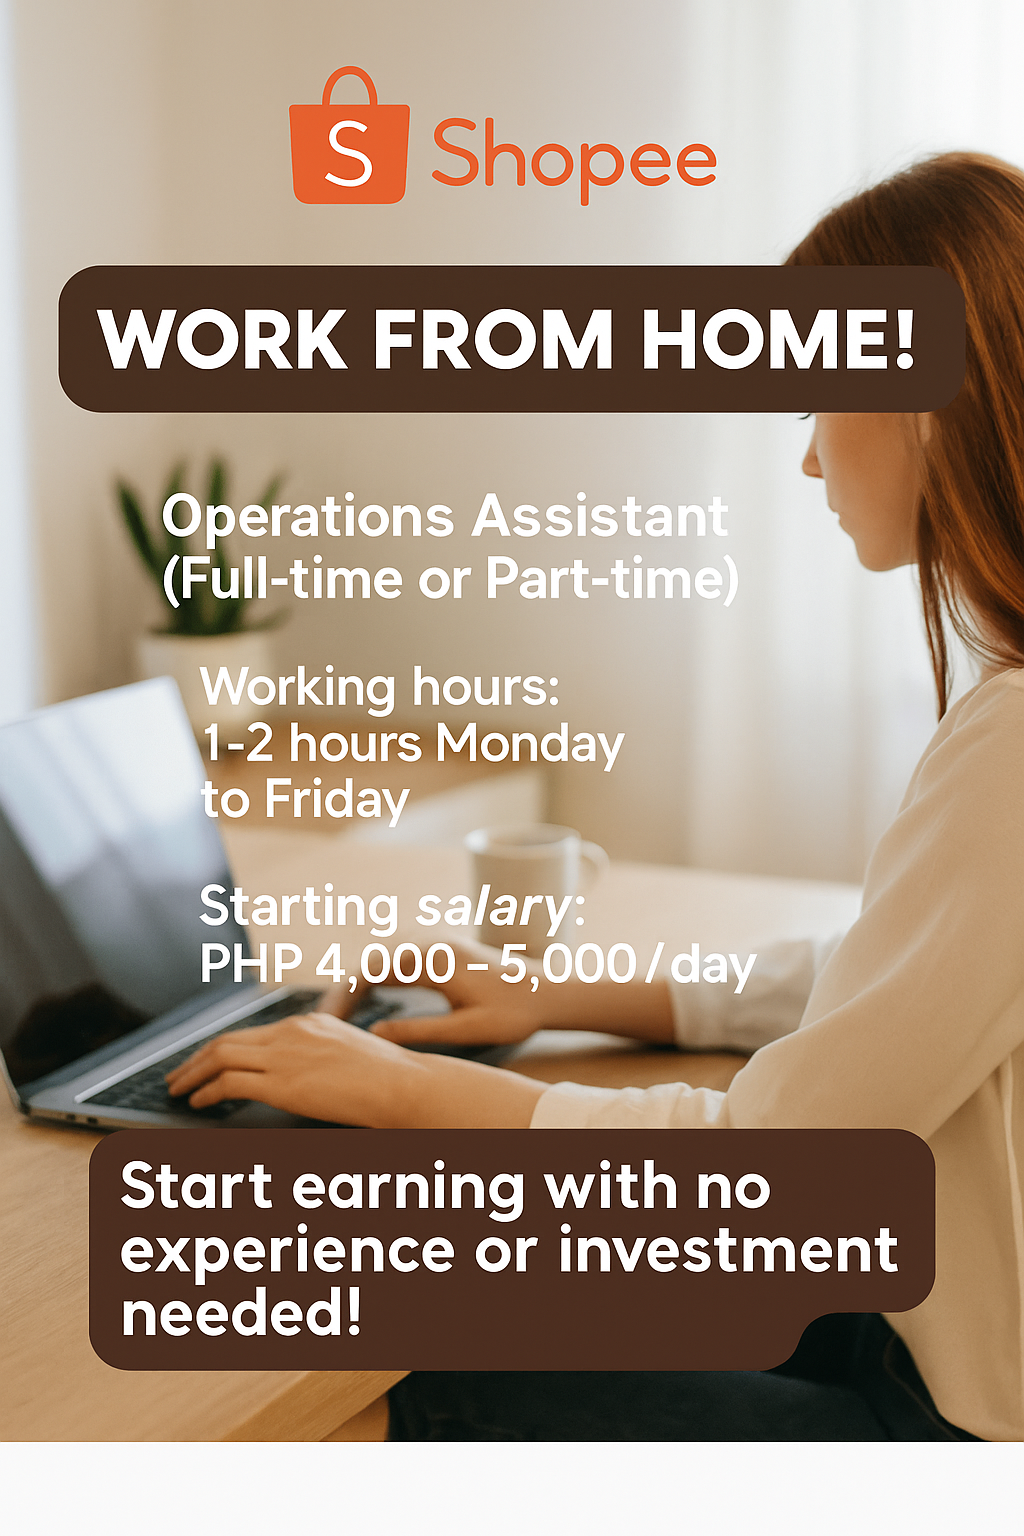 S Shopee
WORK FROM HOME!
Operations Assistant
(Full-time or Part-time)
Working hours:
1-2 hours Monday
to Friday
Starting salary:
PHP 4,000 – 5,000/day
Start earning with no
experience or investment
needed!